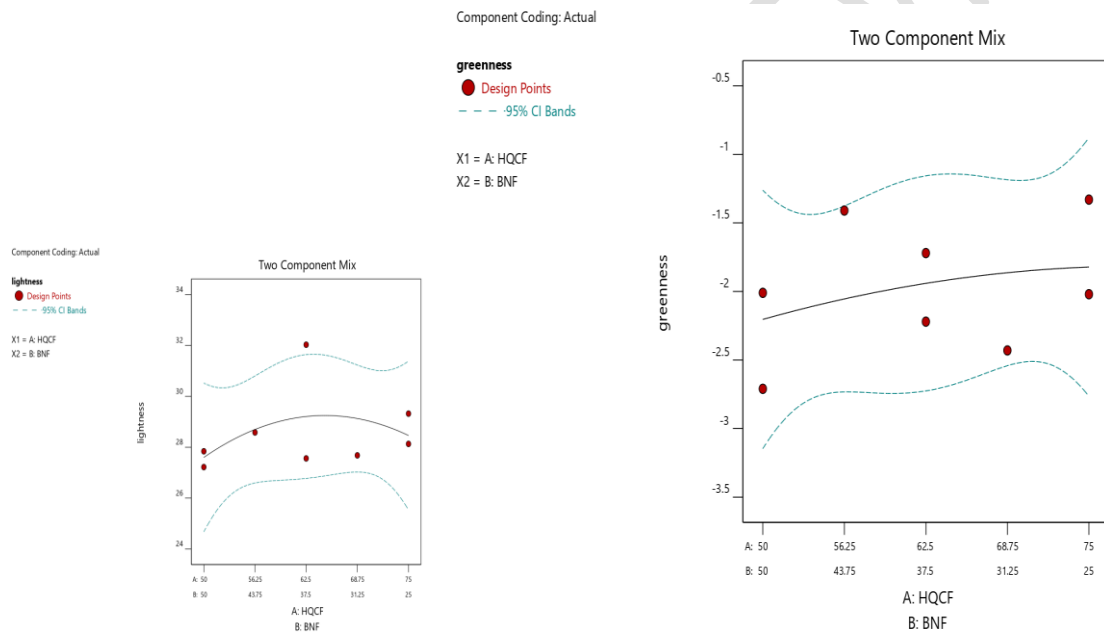 Component Coding: Actual
lightness
Design Points
95% CI Bands
X1 = A: HQCF
X2 = B: BNF
Two Component Mix
lightness
34
32
30
28
26
24
A: 50 56.25 62.5 68.75 75
B: 50 43.75 37.5 31.25 25
A: HQCF
B: BNF
Component Coding: Actual
greenness
Design Points
95% CI Bands
X1 = A: HQCF
X2 = B: BNF
Two Component Mix
greenness
-0.5
-1
-1.5
-2
-2.5
-3
-3.5
A: 50 56.25 62.5 68.75 75
B: 50 43.75 37.5 31.25 25
A: HQCF
B: BNF